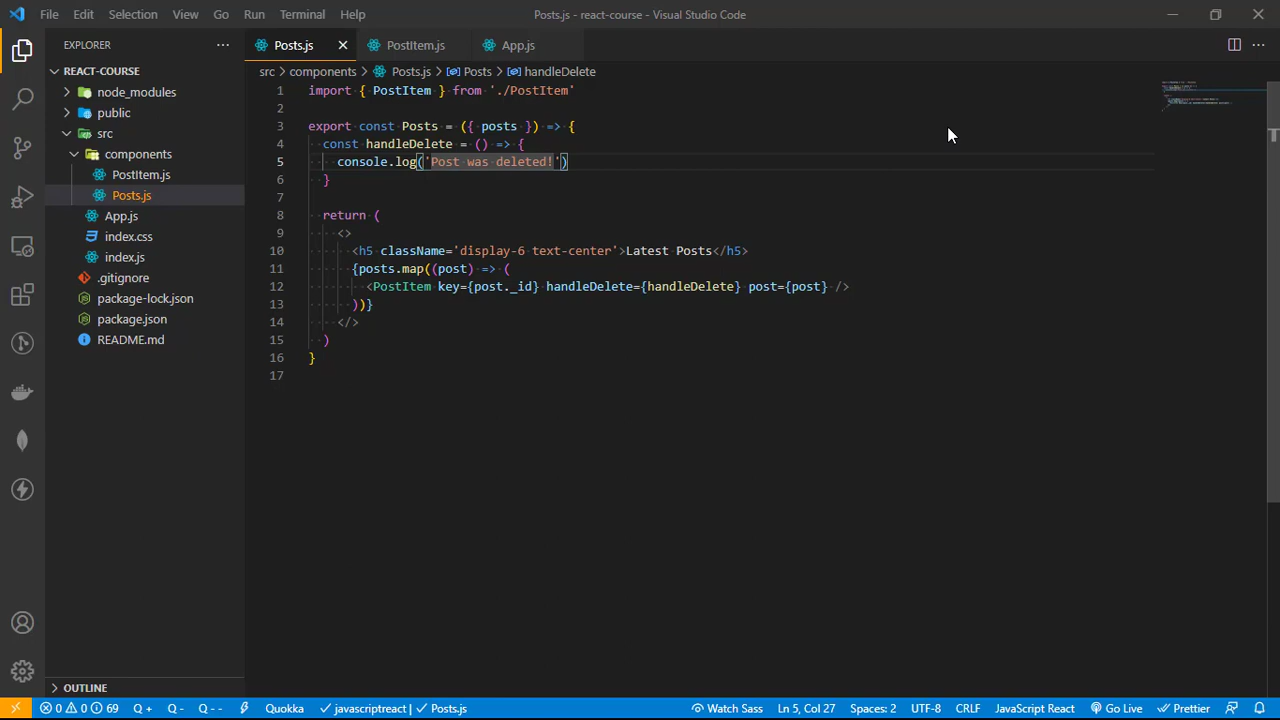 File Edit Selection View Go Run Terminal Help Posts.js - react-course - Visual Studio Code
EXPLORER
REACT-COURSE
node_modules
public
src
components
PostItem.js
Posts.js
App.js
index.css
index.js
.gitignore
package-lock.json
package.json
README.md
OUTLINE
Posts.js PostItem.js App.js
src > components > Posts.js > Posts > handleDelete
1 import { PostItem } from './PostItem'
2
3 export const Posts = ({ posts }) => {
4 const handleDelete = () => {
5 console.log('Post was deleted!')
6 }
7
8 return (
9 <>
10 <h5 className='display-6 text-center'>Latest Posts</h5>
11 {posts.map((post) => (
12 <PostItem key={post._id} handleDelete={handleDelete} post={post} />
13 ))}
14 </>
15 )
16 }
17
0 0 69 Q + Q - Q - - Quokka javascriptreact | Posts.js Watch Sass Ln 5, Col 27 Spaces: 2 UTF-8 CRLF JavaScript React Go Live Prettier